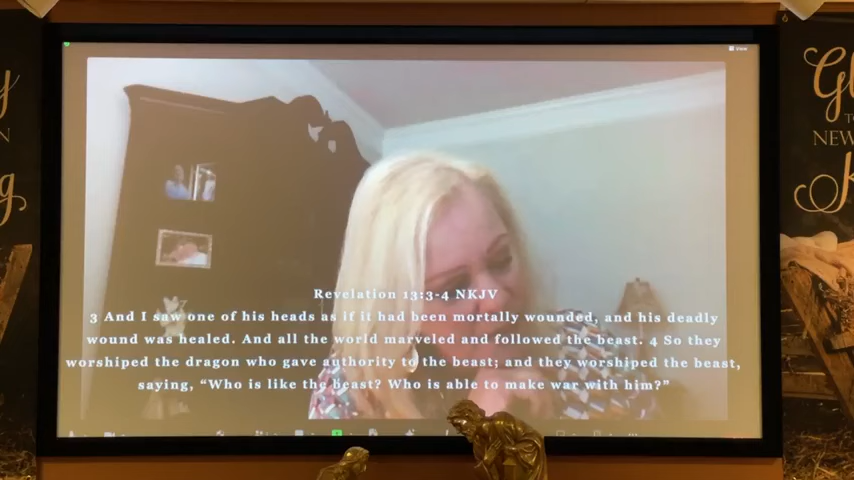 View
Revelation 13:3-4 NKJV
3 And I saw one of his heads as if it had been mortally wounded, and his deadly
wound was healed. And all the world marveled and followed the beast. 4 So they
worshiped the dragon who gave authority to the beast; and they worshiped the beast,
saying, “Who is like the beast? Who is able to make war with him?”
NEW